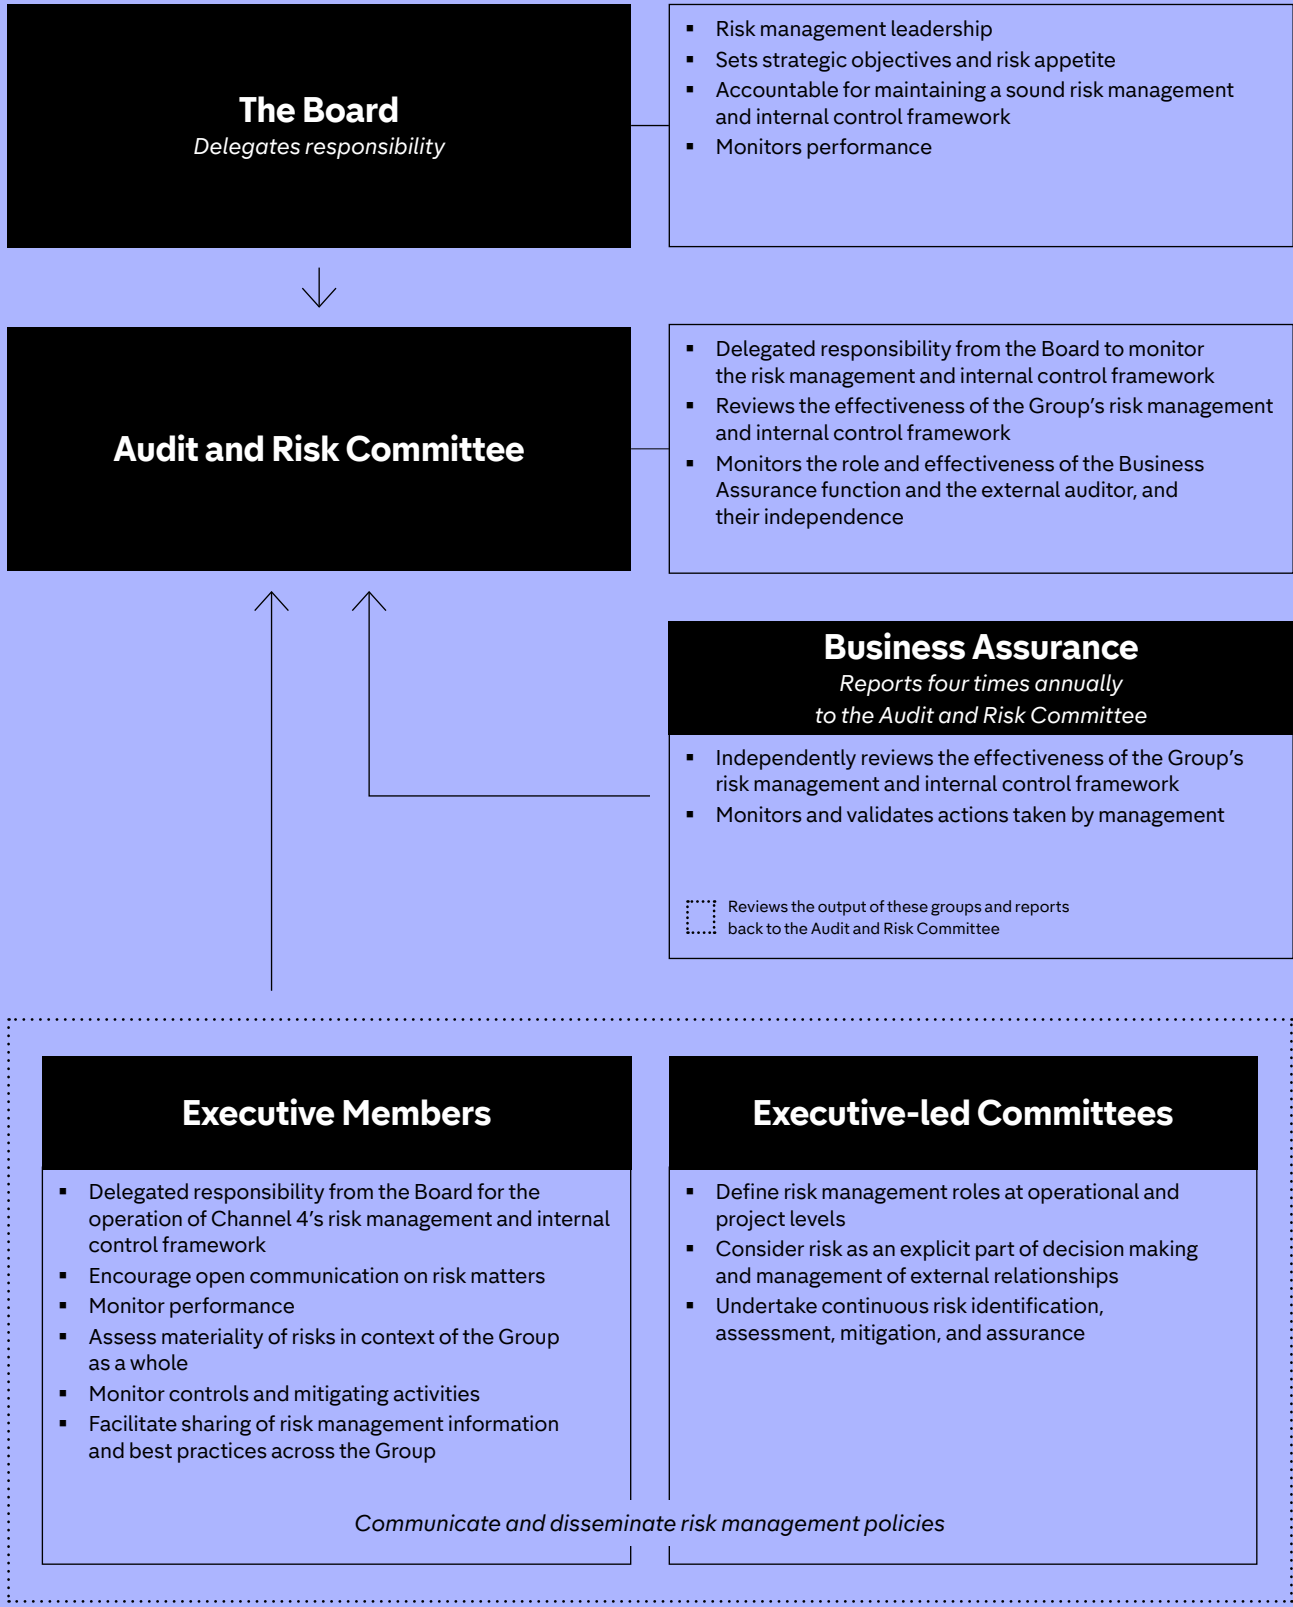 The Board
Delegates responsibility
▪ Risk management leadership
▪ Sets strategic objectives and risk appetite
▪ Accountable for maintaining a sound risk management
and internal control framework
▪ Monitors performance
Audit and Risk Committee
▪ Delegated responsibility from the Board to monitor
the risk management and internal control framework
▪ Reviews the effectiveness of the Group’s risk management
and internal control framework
▪ Monitors the role and effectiveness of the Business
Assurance function and the external auditor, and
their independence
Business Assurance
Reports four times annually
to the Audit and Risk Committee
▪ Independently reviews the effectiveness of the Group’s
risk management and internal control framework
▪ Monitors and validates actions taken by management
Reviews the output of these groups and reports
back to the Audit and Risk Committee
Executive Members
▪ Delegated responsibility from the Board for the
operation of Channel 4’s risk management and internal
control framework
▪ Encourage open communication on risk matters
▪ Monitor performance
▪ Assess materiality of risks in context of the Group
as a whole
▪ Monitor controls and mitigating activities
▪ Facilitate sharing of risk management information
and best practices across the Group
Executive-led Committees
▪ Define risk management roles at operational and
project levels
▪ Consider risk as an explicit part of decision making
and management of external relationships
▪ Undertake continuous risk identification,
assessment, mitigation, and assurance
Communicate and disseminate risk management policies